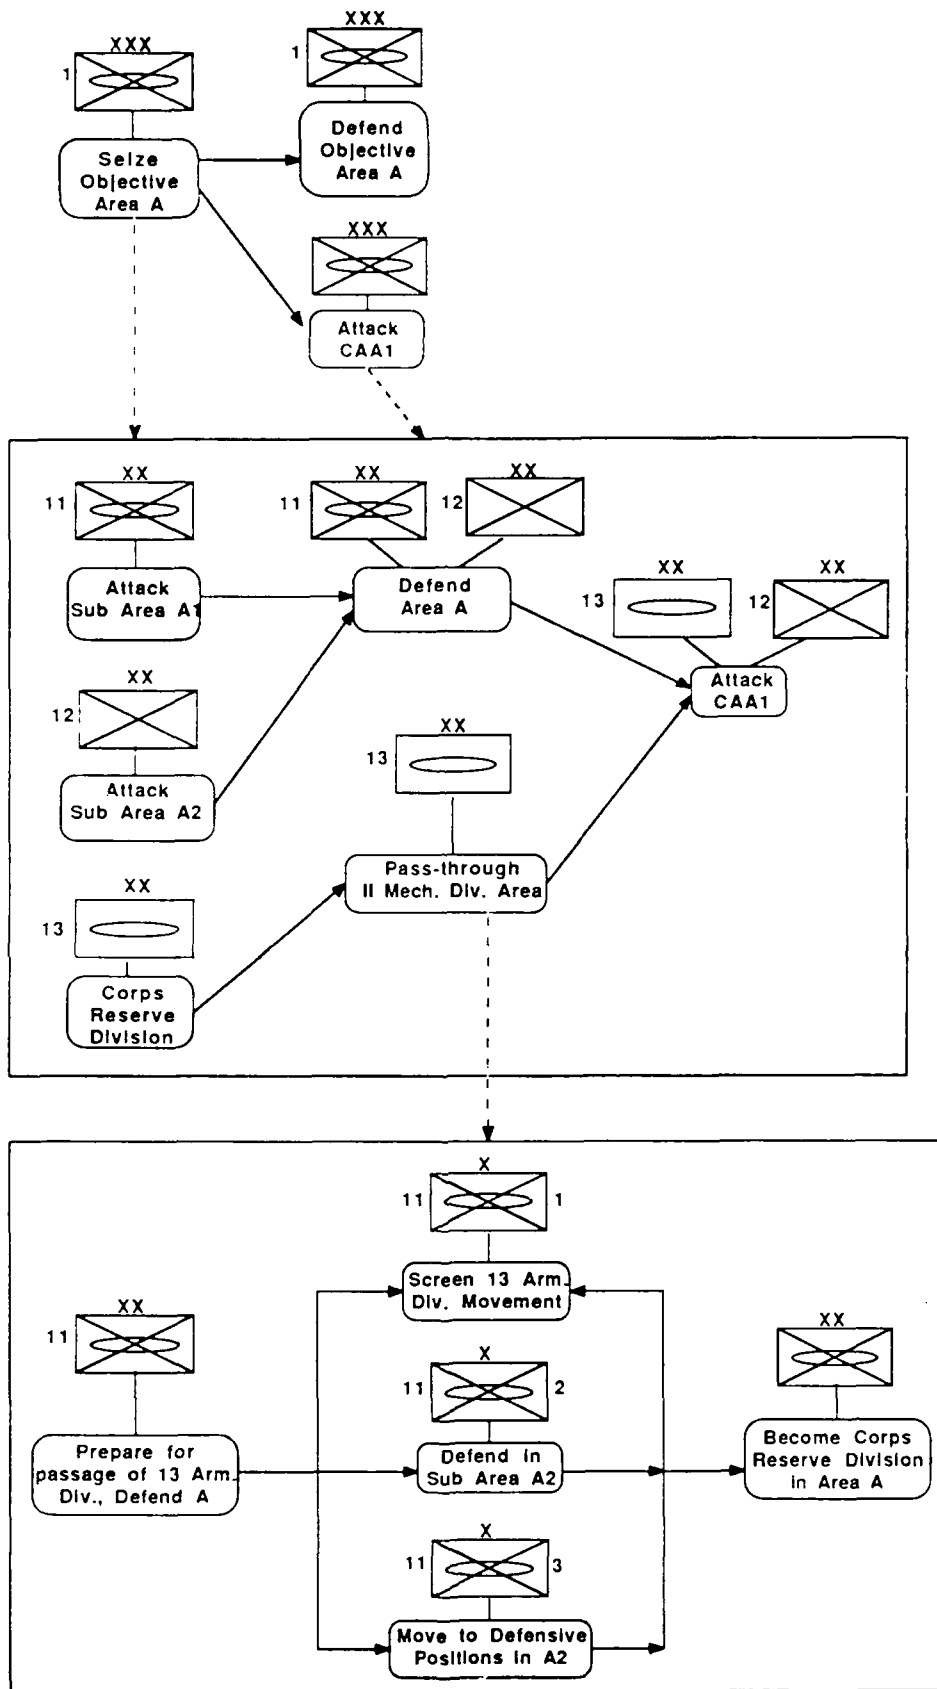 XXX
1
Seize
Objective
Area A
XXX
1
Defend
Objective
Area A
XXX
Attack
CAA1
XX
11
Attack
Sub Area A1
XX
11
XX
12
Defend
Area A
XX
13
XX
12
Attack
CAA1
XX
12
Attack
Sub Area A2
XX
13
Pass-through
II Mech. Div. Area
XX
13
Corps
Reserve
Division
X
11 1
Screen 13 Arm.
Div. Movement
XX
11
Prepare for
passage of 13 Arm.
Div., Defend A
X
11 2
Defend in
Sub Area A2
XX
Become Corps
Reserve Division
in Area A
X
11 3
Move to Defensive
Positions in A2